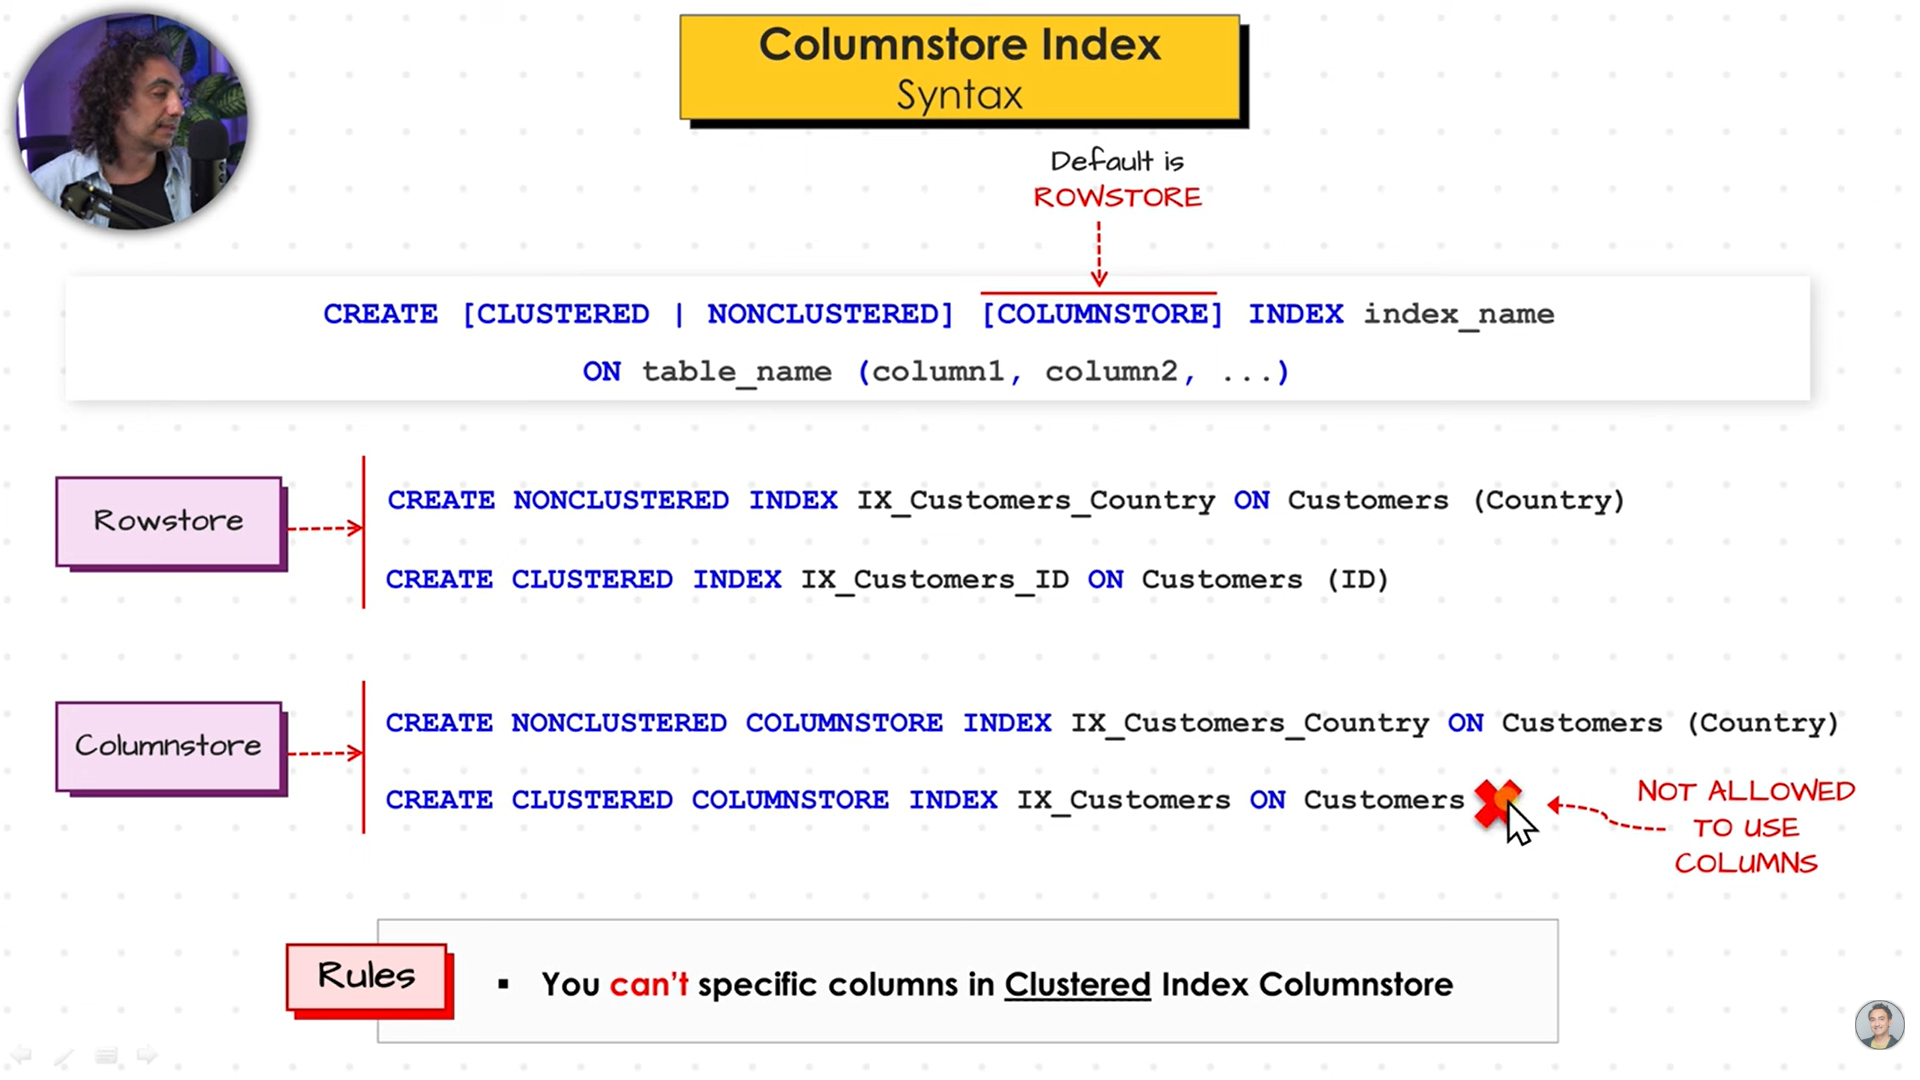 Columnstore Index
Syntax
Default is
ROWSTORE
CREATE [CLUSTERED | NONCLUSTERED] [COLUMNSTORE] INDEX index_name
ON table_name (column1, column2, ...)
Rowstore
CREATE NONCLUSTERED INDEX IX_Customers_Country ON Customers (Country)
CREATE CLUSTERED INDEX IX_Customers_ID ON Customers (ID)
Columnstore
CREATE NONCLUSTERED COLUMNSTORE INDEX IX_Customers_Country ON Customers (Country)
CREATE CLUSTERED COLUMNSTORE INDEX IX_Customers ON Customers
NOT ALLOWED
TO USE
COLUMNS
Rules
▪ You can't specific columns in Clustered Index Columnstore